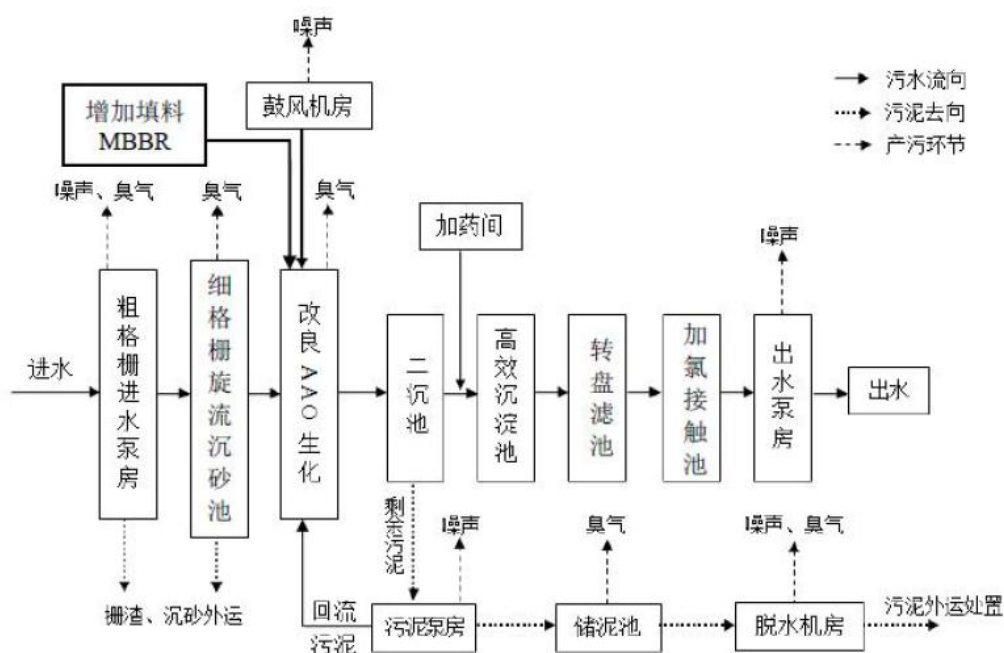 噪声
鼓风机房
增加填料
MBBR
污水流向
污泥去向
产污环节
噪声、臭气
臭气
臭气
加药间
噪声
进水
粗格栅进水泵房
细格栅旋流沉砂池
改良AAO生化
二沉池
高效沉淀池
转盘滤池
加氯接触池
出水泵房
出水
剩余污泥
噪声
臭气
噪声、臭气
栅渣、沉砂外运
回流
污泥
污泥泵房
储泥池
脱水机房
污泥外运处置